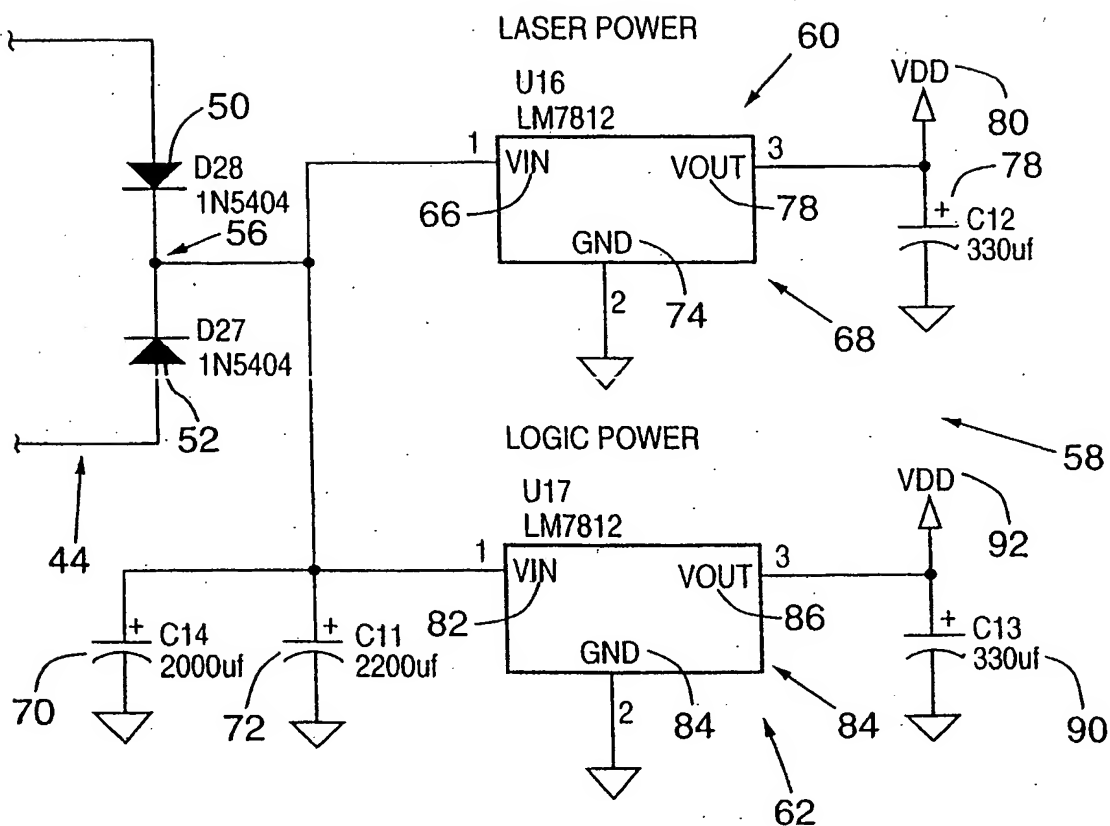 LASER POWER
60
U16
LM7812
VDD
80
50
D28
1N5404
1
VIN
VOUT
3
78
66
78
+
C12
330uf
56
GND
74
2
68
D27
1N5404
52
44
LOGIC POWER
58
U17
LM7812
VDD
92
1
VIN
VOUT
3
82
86
+
C14
2000uf
+
C11
2200uf
+
C13
330uf
GND
70
72
2
84
84
90
62